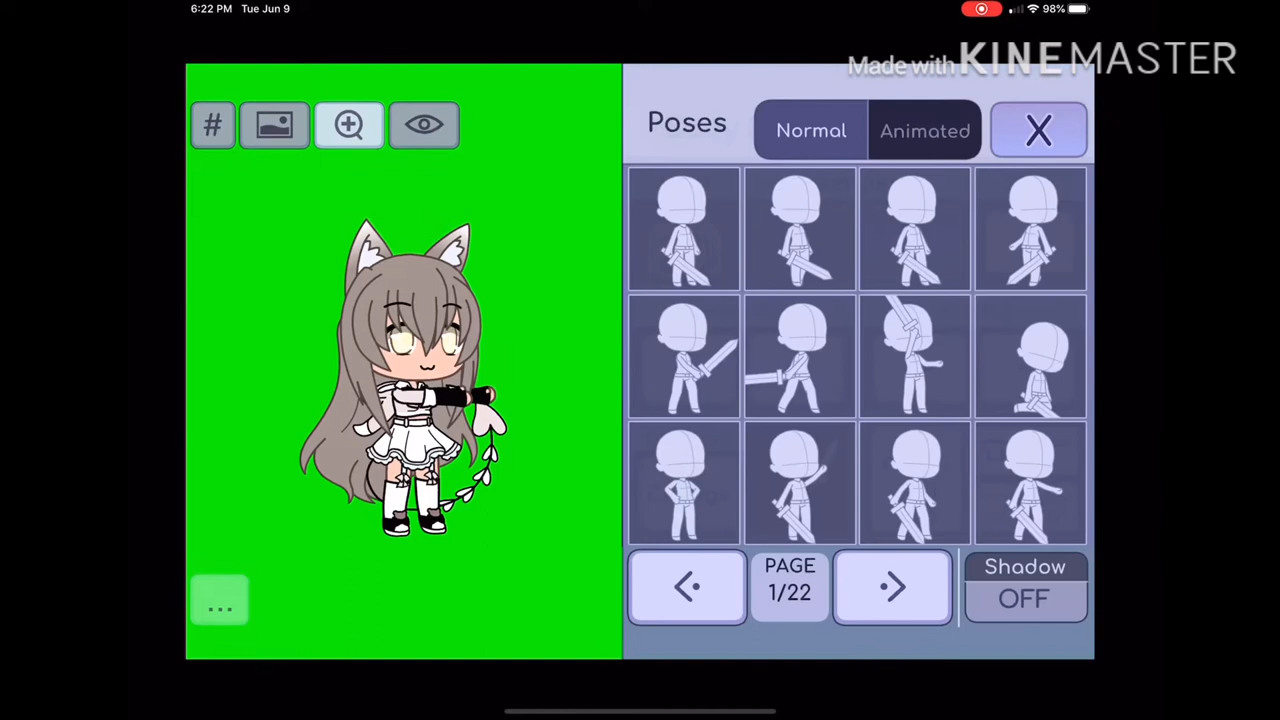 6:22 PM Tue Jun 9
98%
Made with KINEMASTER
#
Poses
Normal
Animated
X
PAGE
1/22
Shadow
OFF
...